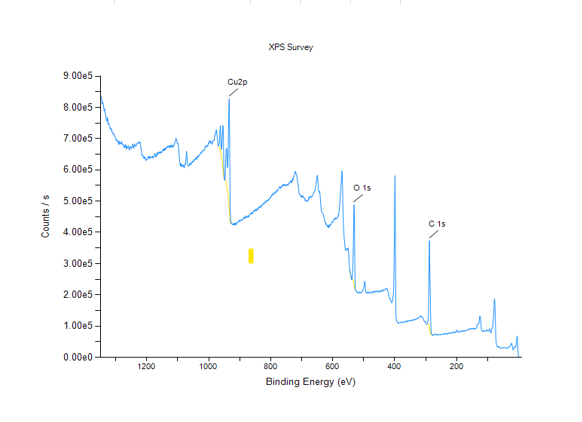 XPS Survey
Cu2p
O 1s
C 1s
9.00e5
8.00e5
7.00e5
6.00e5
5.00e5
4.00e5
3.00e5
2.00e5
1.00e5
0.00e0
Counts / s
1200 1000 800 600 400 200
Binding Energy (eV)